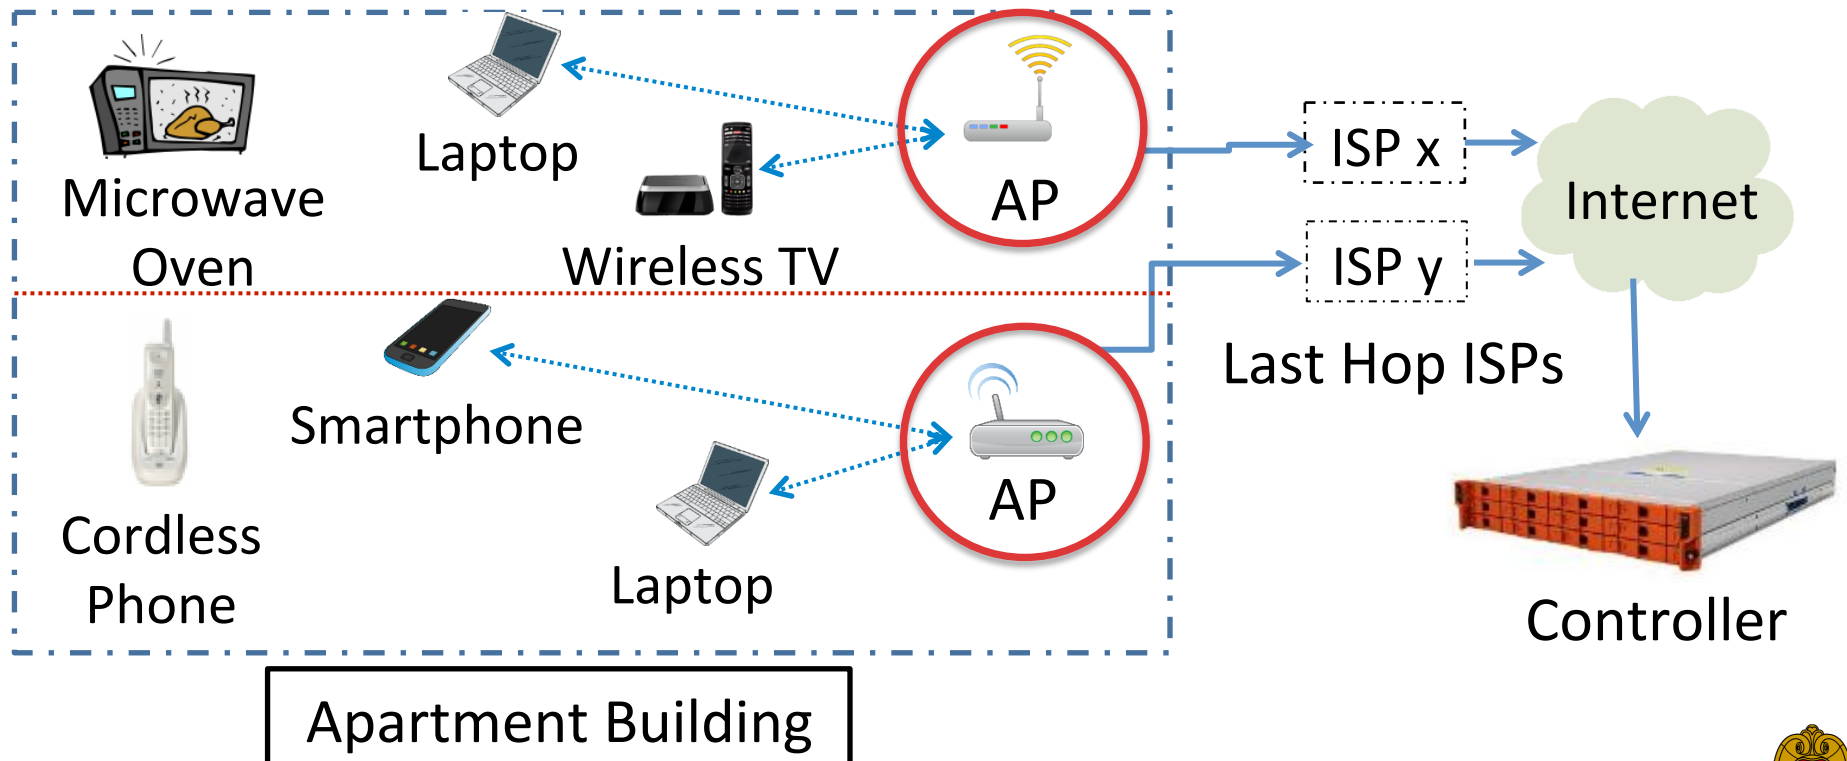 Laptop
Microwave
Oven
Wireless TV
AP
ISP x
Internet
ISP y
Last Hop ISPs
Smartphone
Cordless
Phone
Laptop
AP
Controller
Apartment Building